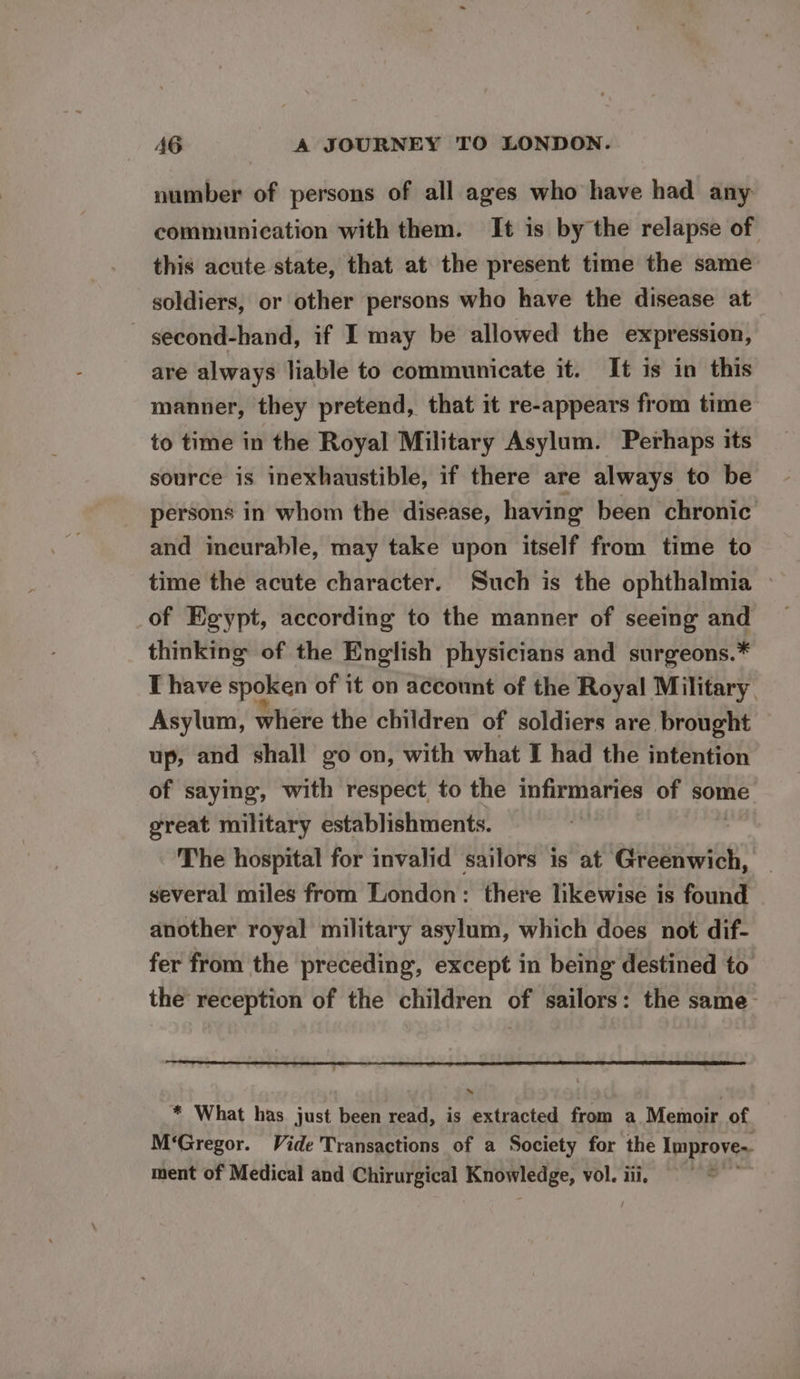 46 A JOURNEY TO LONDON.
number of persons of all ages who have had any
communication with them. It is by the relapse of
this acute state, that at the present time the same
soldiers, or other persons who have the disease at
second-hand, if I may be allowed the expression,
are always liable to communicate it. It is in this
manner, they pretend, that it re-appears from time
to time in the Royal Military Asylum. Perhaps its
source is inexhaustible, if there are always to be
persons in whom the disease, having been chronic
and incurable, may take upon itself from time to
time the acute character. Such is the ophthalmia
of Egypt, according to the manner of seeing and
thinking of the English physicians and surgeons.*
I have spoken of it on account of the Royal Military
Asylum, where the children of soldiers are brought
up, and shall go on, with what I had the intention
of saying, with respect to the infirmaries of some
great military establishments.
The hospital for invalid sailors is at Greenwich,
several miles from London: there likewise is found
another royal military asylum, which does not dif-
fer from the preceding, except in being destined to
the reception of the children of sailors: the same
* What has just been read, is extracted from a Memoir of
M‘Gregor. Vide Transactions of a Society for the Improve-
ment of Medical and Chirurgical Knowledge, vol. iii.